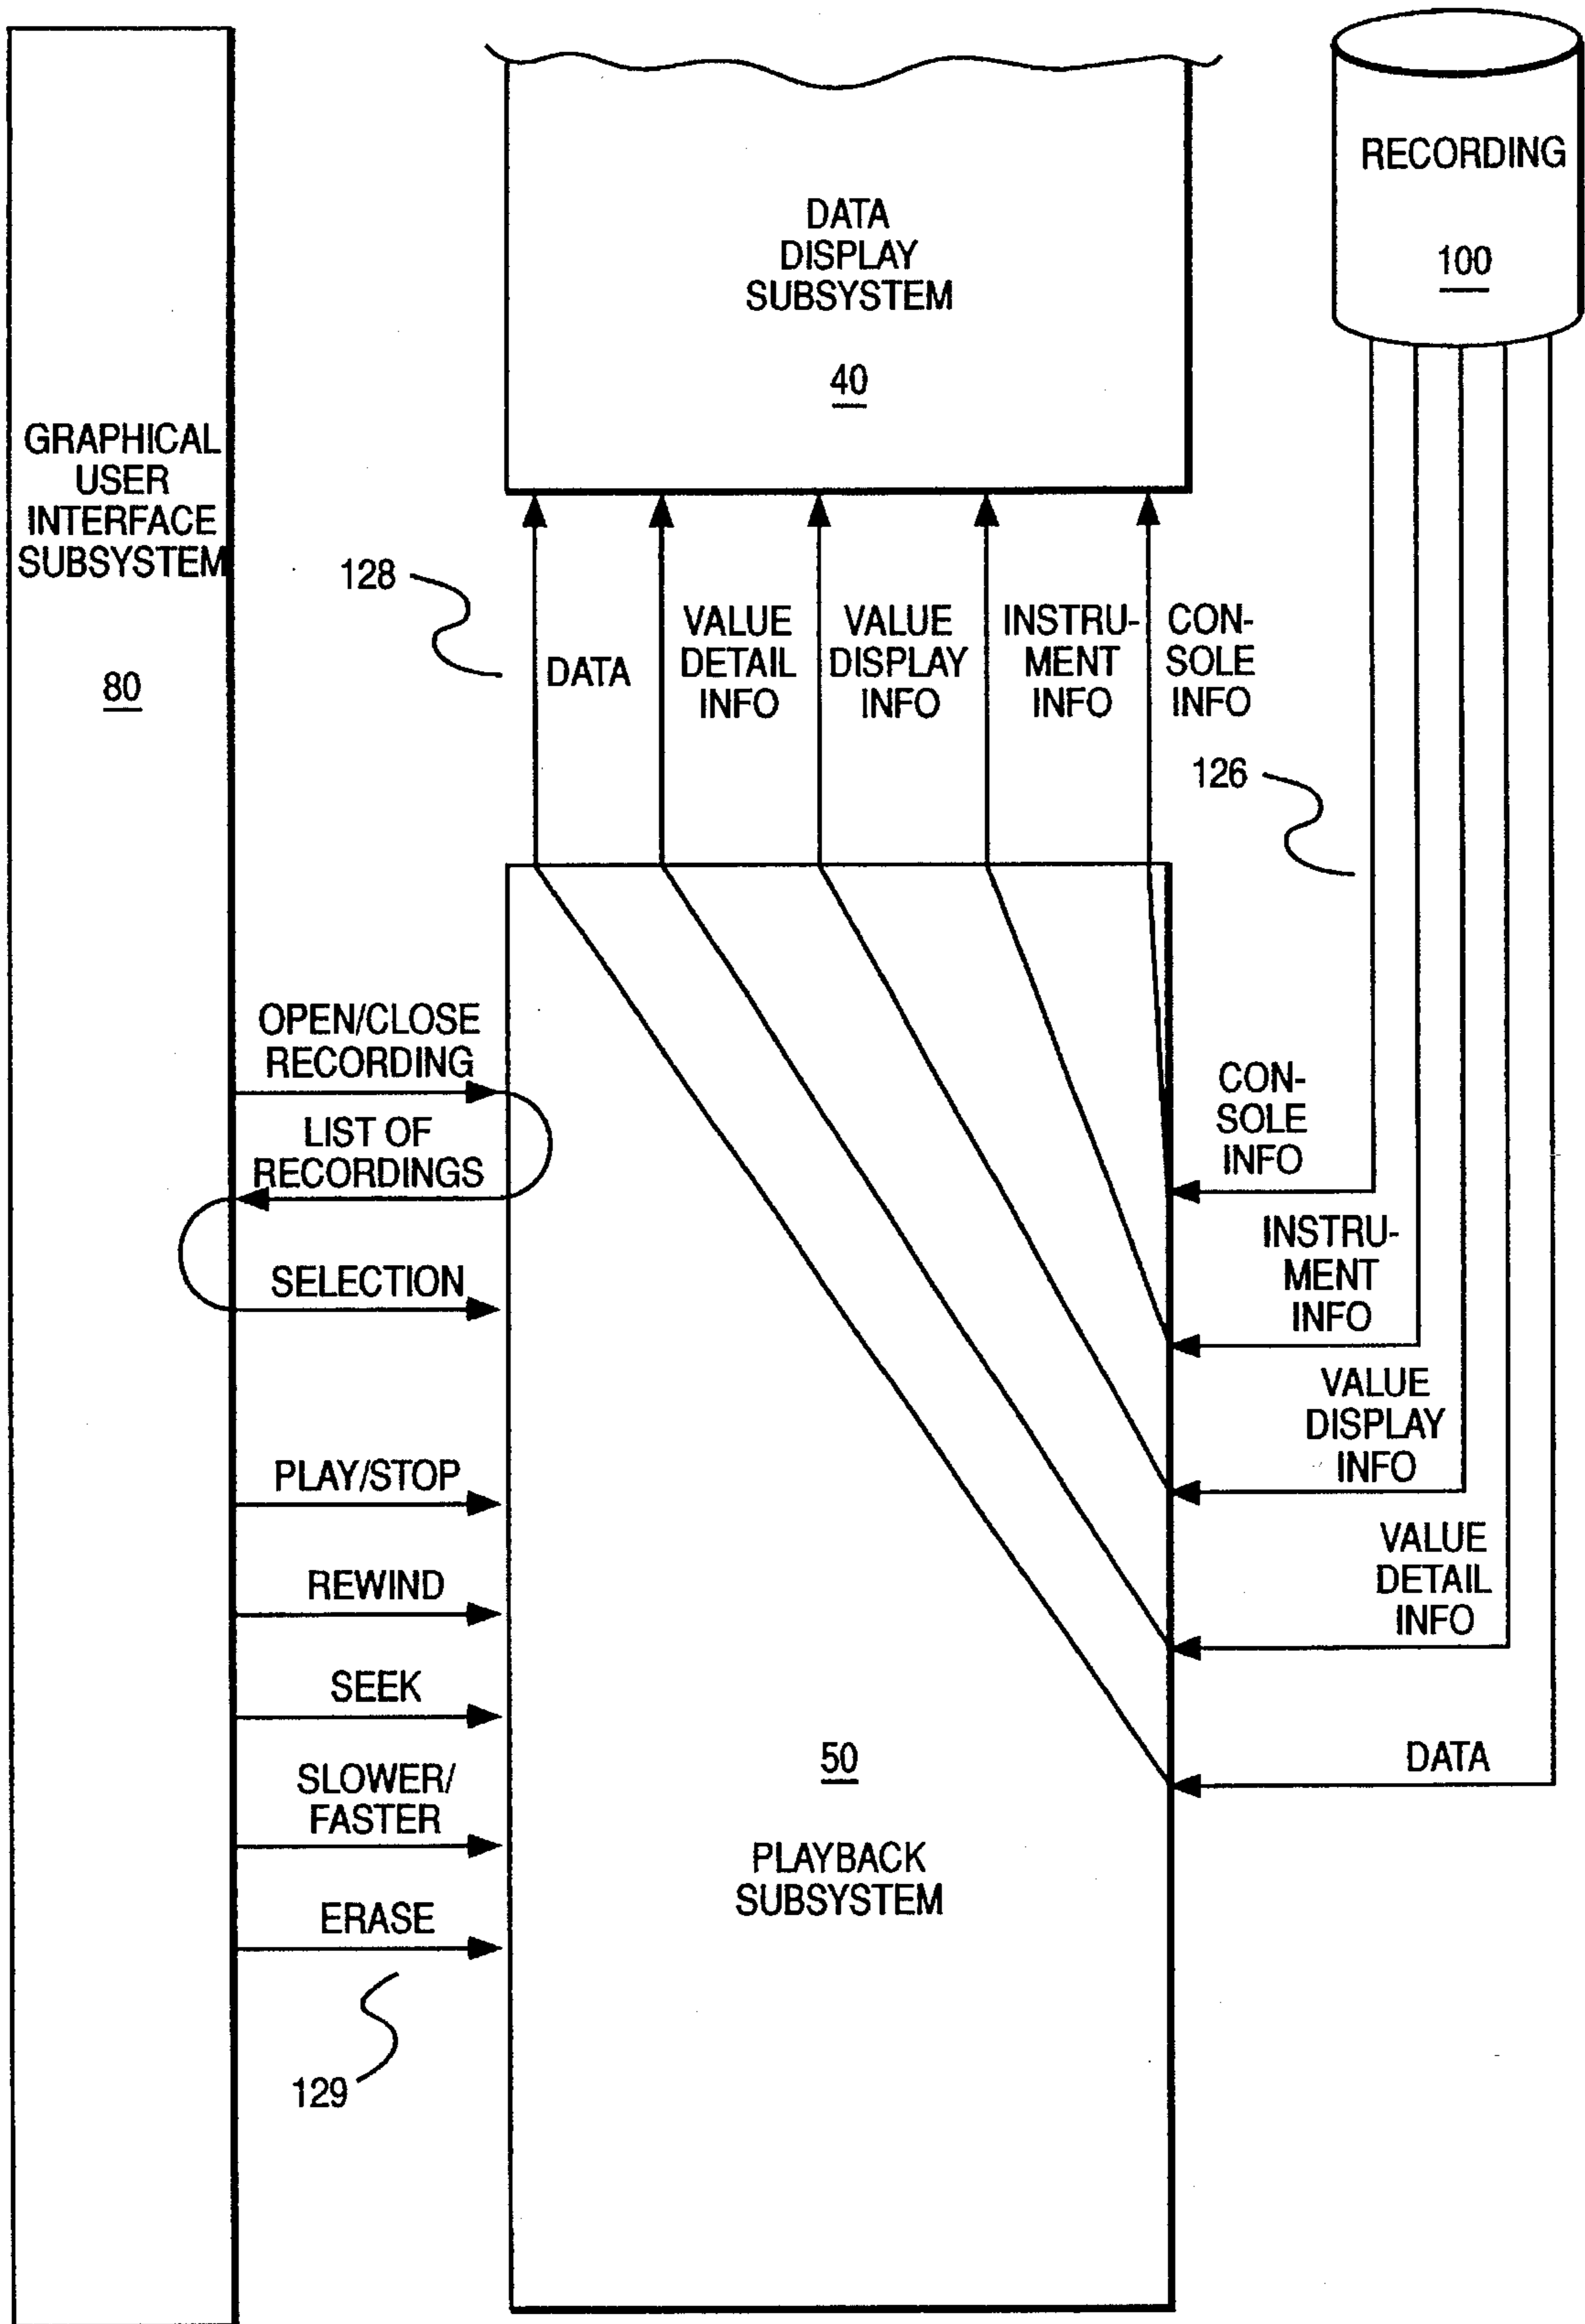 RECORDING
100
DATA
DISPLAY
SUBSYSTEM
40
GRAPHICAL
USER
INTERFACE
SUBSYSTEM
80
128
DATA
VALUE
DETAIL
INFO
VALUE
DISPLAY
INFO
INSTRU-
MENT
INFO
CON-
SOLE
INFO
126
OPEN/CLOSE
RECORDING
LIST OF
RECORDINGS
SELECTION
PLAY/STOP
REWIND
SEEK
SLOWER/
FASTER
ERASE
129
CON-
SOLE
INFO
INSTRU-
MENT
INFO
VALUE
DISPLAY
INFO
VALUE
DETAIL
INFO
DATA
50
PLAYBACK
SUBSYSTEM